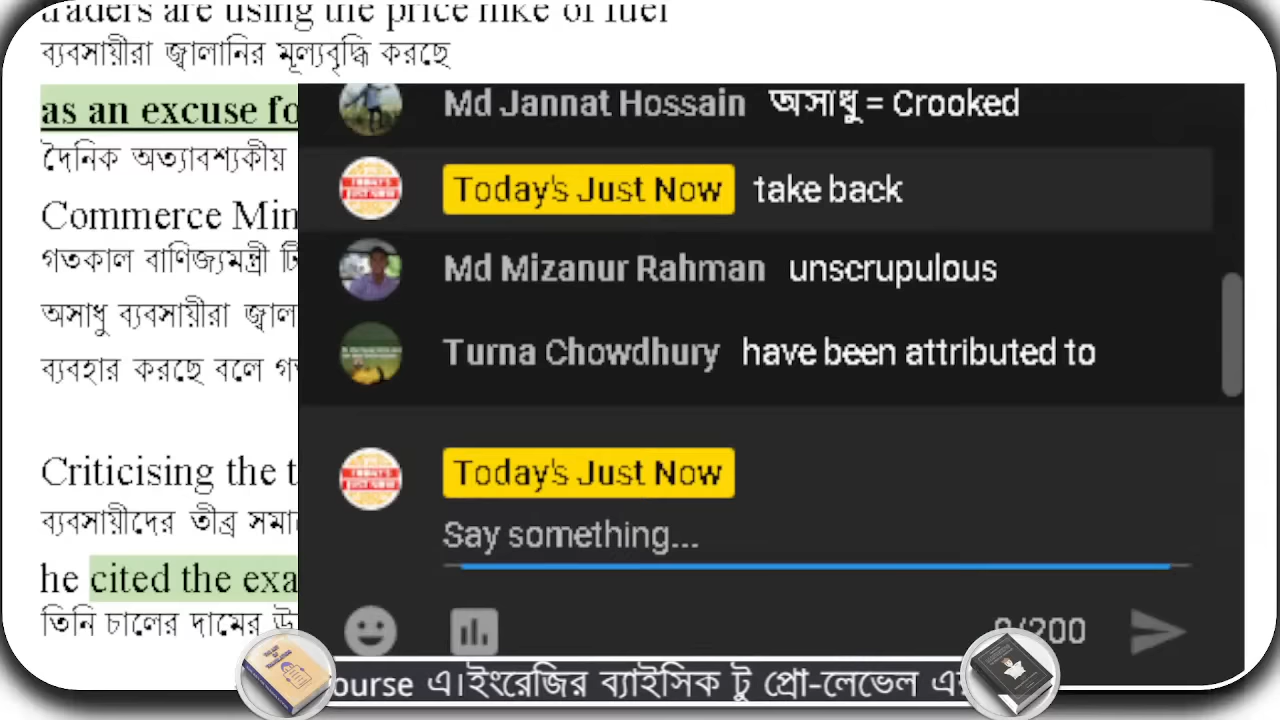 traders are using the price hike of fuel
ব্যবসায়ীরা জ্বালানির মূল্যবৃদ্ধি করছে
as an excuse fo
দৈনিক অত্যাবশ্যকীয়
Commerce Min
গতকাল বাণিজ্যমন্ত্রী টি
অসাধু ব্যবসায়ীরা জ্বাল
ব্যবহার করছে বলে গত
Criticising the t
ব্যবসায়ীদের তীব্র সমা
he cited the exa
তিনি চালের দামের উ
Md Jannat Hossain অসাধু = Crooked
Today's Just Now take back
Md Mizanur Rahman unscrupulous
Turna Chowdhury have been attributed to
Today's Just Now
Say something...
0/200
ourse এ।ইংরেজির ব্যাইসিক টু প্রো-লেভেল এ